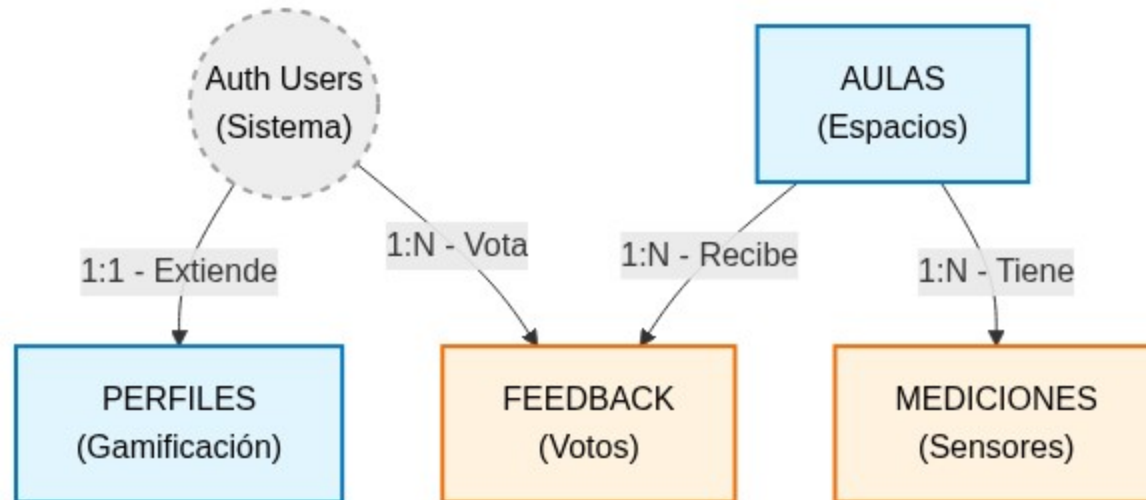 Auth Users
(Sistema)
AULAS
(Espacios)
1:1 - Extiende
1:N - Vota
1:N - Recibe
1:N - Tiene
PERFILES
(Gamificación)
FEEDBACK
(Votos)
MEDICIONES
(Sensores)